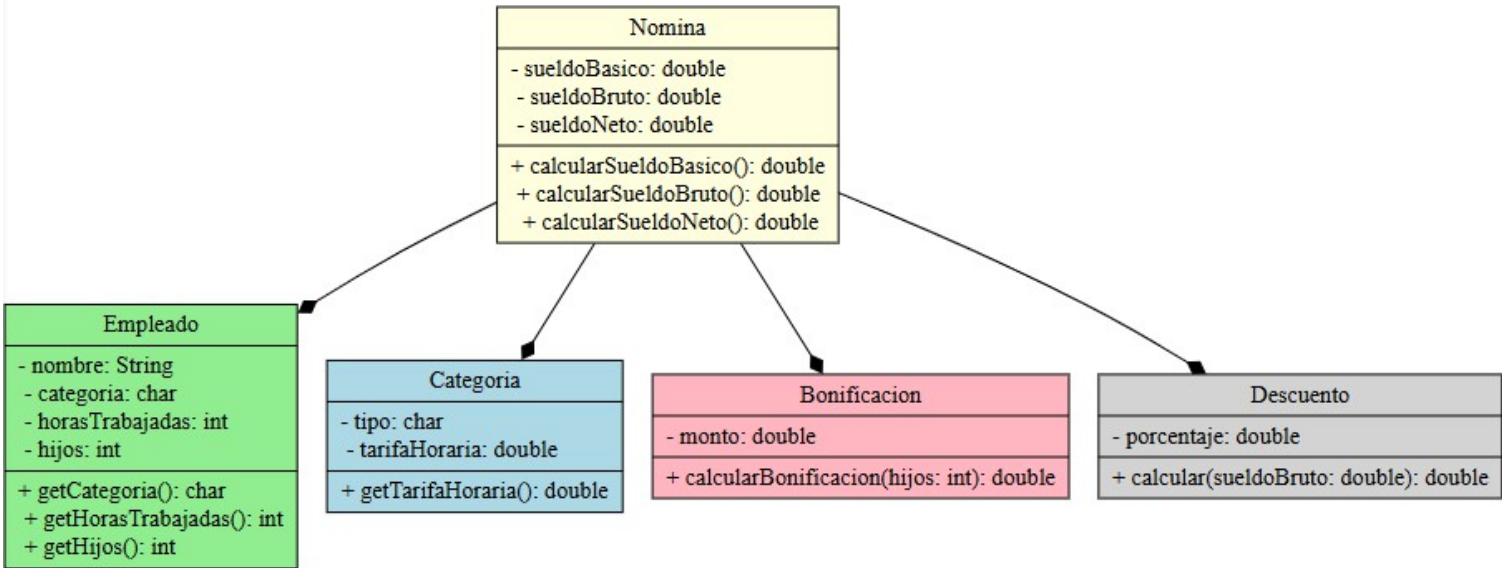 Nomina
- sueldoBasico: double
- sueldoBruto: double
- sueldoNeto: double
+ calcularSueldoBasico(): double
+ calcularSueldoBruto(): double
+ calcularSueldoNeto(): double
Empleado
- nombre: String
- categoria: char
- horasTrabajadas: int
- hijos: int
+ getCategoria(): char
+ getHorasTrabajadas(): int
+ getHijos(): int
Categoria
- tipo: char
- tarifaHoraria: double
+ getTarifaHoraria(): double
Bonificacion
- monto: double
+ calcularBonificacion(hijos: int): double
Descuento
- porcentaje: double
+ calcular(sueldoBruto: double): double